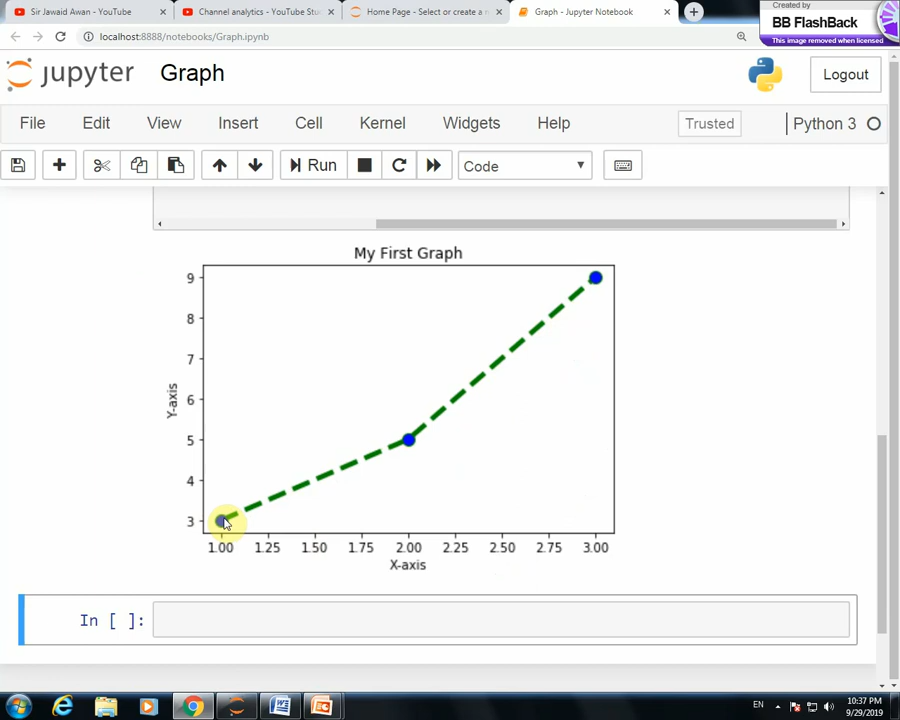 Sir Jawaid Awan - YouTube
Channel analytics - YouTube Stu
Home Page - Select or create a n
Graph - Jupyter Notebook
Created by
BB FlashBack
This image removed when licensed
localhost:8888/notebooks/Graph.ipynb
jupyter
Graph
Logout
File
Edit
View
Insert
Cell
Kernel
Widgets
Help
Trusted
Python 3
Run
Code
My First Graph
9
8
7
6
5
4
3
Y-axis
1.00 1.25 1.50 1.75 2.00 2.25 2.50 2.75 3.00
X-axis
In [ ]:
EN
10:37 PM
9/29/2019